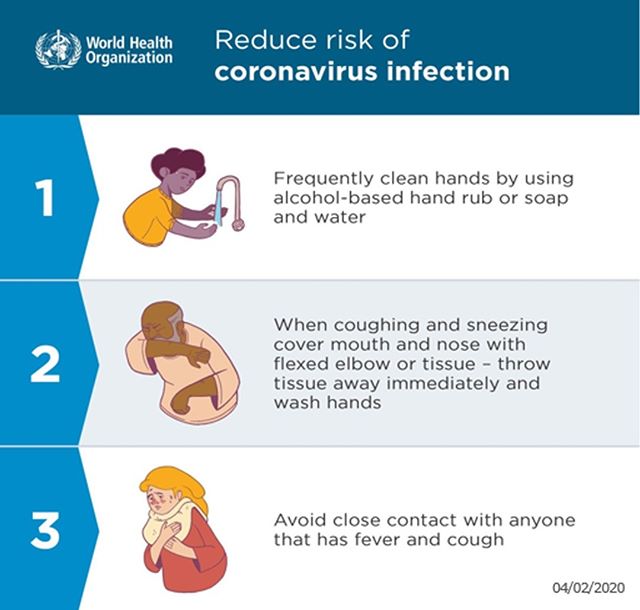 World Health
Organization
Reduce risk of
coronavirus infection
1
Frequently clean hands by using
alcohol-based hand rub or soap
and water
2
When coughing and sneezing
cover mouth and nose with
flexed elbow or tissue – throw
tissue away immediately and
wash hands
3
Avoid close contact with anyone
that has fever and cough
04/02/2020